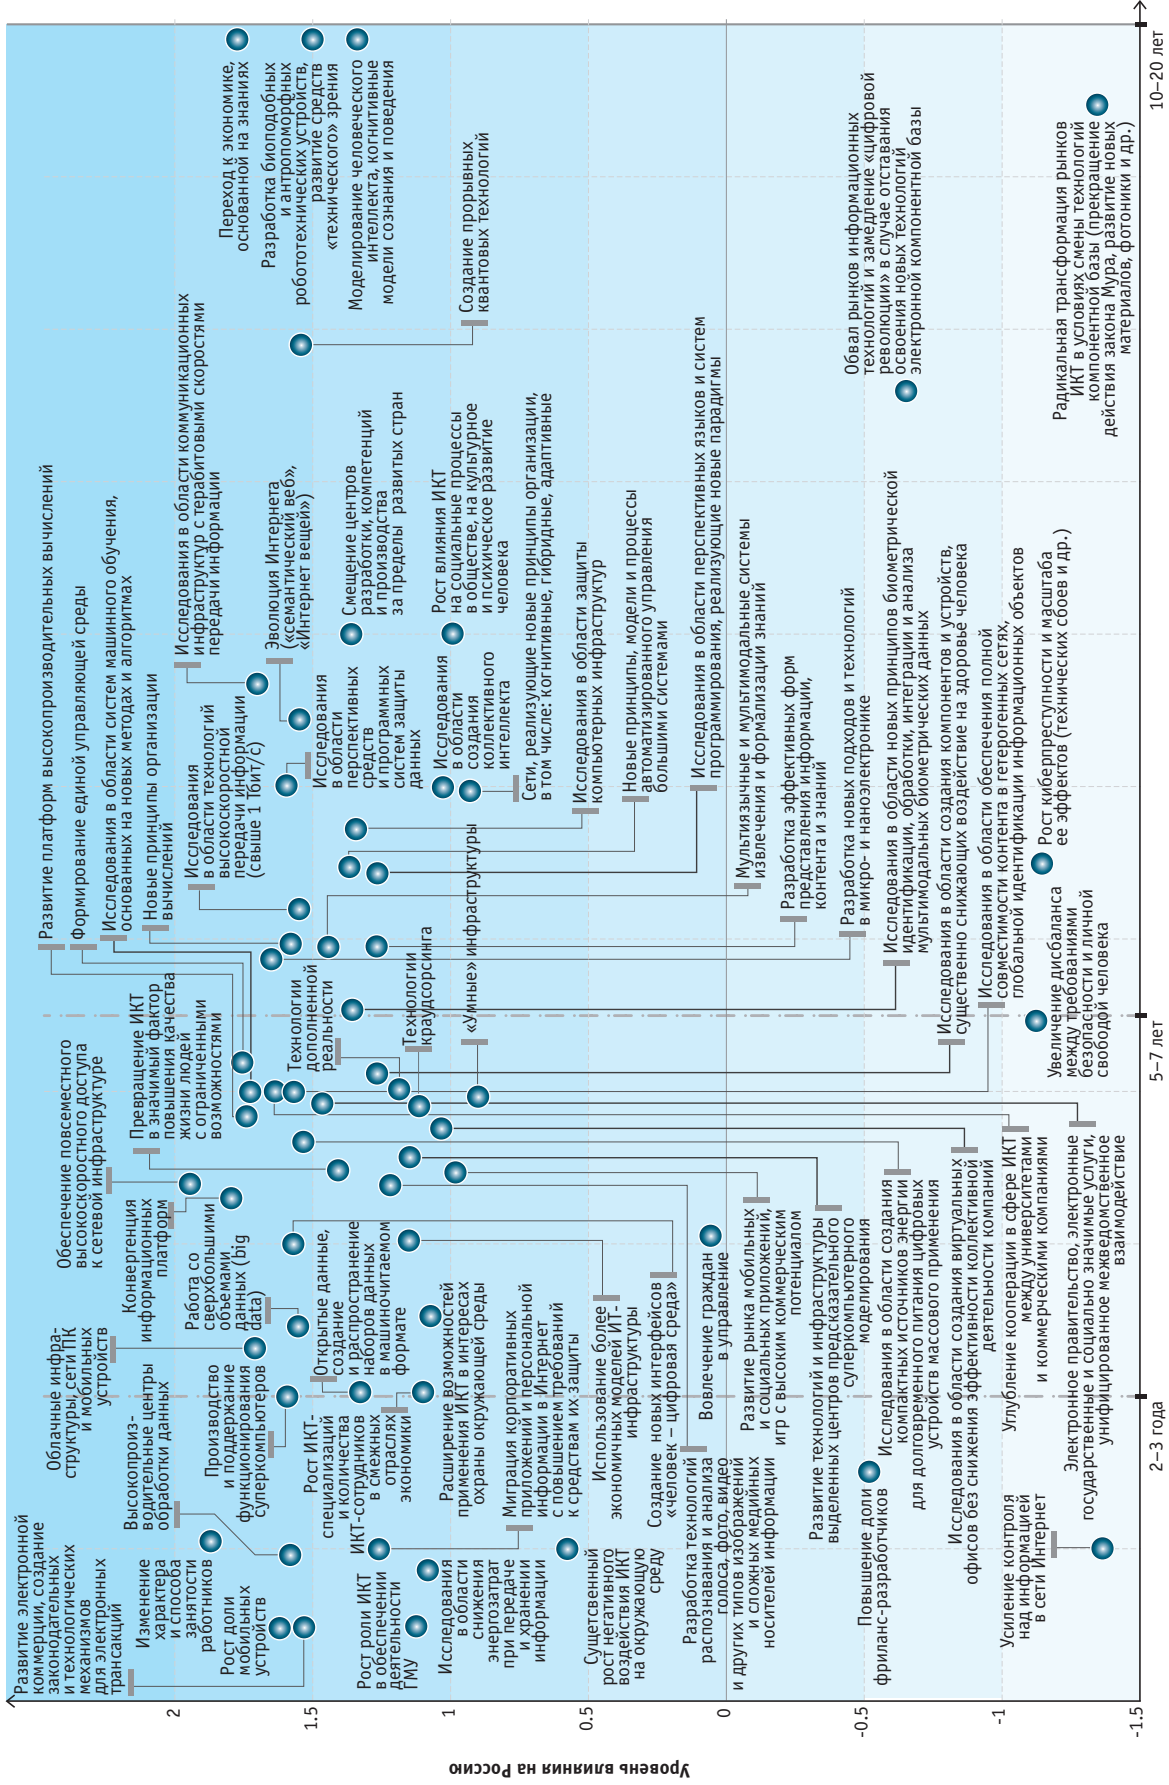 Развитие электронной
коммерции, создание
законодательных
и технологических
механизмов
для электронных
трансакций
Изменение
характера
и способа
занятости
работников
Рост доли
мобильных
устройств
Высокопроиз-
водительные центры
обработки данных
Облачные инфра-
структуры, сети ПК
и мобильных
устройств
Производство
и поддержание
функционирования
суперкомпьютеров
Конвергенция
информационных
платформ
Работа со
сверхбольшими
объемами
данных (big
data)
Обеспечение повсеместного
высокоскоростного доступа
к сетевой инфраструктуре
Превращение ИКТ
в значимый фактор
повышения качества
жизни людей
с ограниченными
возможностями
Развитие платформ высокопроизводительных вычислений
Формирование единой управляющей среды
Исследования в области систем машинного обучения,
основанных на новых методах и алгоритмах
Новые принципы организации
вычислений
Исследования
в области технологий
высокоскоростной
передачи информации
(свыше 1 Тбит/с)
Исследования в области коммуникационных
инфраструктур с терабитовыми скоростями
передачи информации
Эволюция Интернета
(«семантический веб»,
«Интернет вещей»)
Переход к экономике,
основанной на знаниях
Разработка биоподобных
и антропоморфных
робототехнических устройств,
развитие средств
«технического» зрения
Моделирование человеческого
интеллекта, когнитивные
модели сознания и поведения
Создание прорывных
квантовых технологий
Исследования
в области
перспективных
средств
и программных
систем защиты
данных
Смещение центров
разработки, компетенций
и производства
за пределы развитых стран
Рост влияния ИКТ
на социальные процессы
в обществе, на культурное
и психическое развитие
человека
Исследования
в области
создания
коллективного
интеллекта
Сети, реализующие новые принципы организации,
в том числе: когнитивные, гибридные, адаптивные
Исследования в области защиты
компьютерных инфраструктур
Новые принципы, модели и процессы
автоматизированного управления
большими системами
Исследования в области перспективных языков и систем
программирования, реализующие новые парадигмы
Мультиязычные и мультимодальные системы
извлечения и формализации знаний
Разработка эффективных форм
представления информации,
контента и знаний
Разработка новых подходов и технологий
в микро- и наноэлектронике
Исследования в области новых принципов биометрической
идентификации, обработки, интеграции и анализа
мультимодальных биометрических данных
Исследования в области создания компонентов и устройств,
существенно снижающих воздействие на здоровье человека
Исследования в области обеспечения полной
совместимости контента в гетерогенных сетях,
глобальной идентификации информационных объектов
Технологии
дополненной
реальности
Технологии
краудсорсинга
«Умные» инфраструктуры
Рост ИКТ-
специализаций
и количества
ИКТ-сотрудников
в смежных
отраслях
экономики
Открытые данные,
создание
и распространение
наборов данных
в машиночитаемом
формате
Расширение возможностей
применения ИКТ в интересах
охраны окружающей среды
Рост роли ИКТ
в обеспечении
деятельности
ГМУ
Исследования
в области
снижения
энергозатрат
при передаче
и хранении
информации
Миграция корпоративных
приложений и персональной
информации в Интернет
с повышением требований
к средствам их защиты
Использование более
экономичных моделей ИТ-
инфраструктуры
Создание новых интерфейсов
«человек – цифровая среда»
Сущетсвенный
рост негативного
воздействия ИКТ
на окружающую
среду
Вовлечение граждан
в управление
Разработка технологий
распознавания и анализа
голоса, фото, видео
и других типов изображений
и сложных медийных
носителей информации
Развитие рынка мобильных
и социальных приложений,
игр с высоким коммерческим
потенциалом
Развитие технологий и инфраструктуры
выделенных центров предсказательного
суперкомпьютерного
моделирования
Повышение доли
фриланс-разработчиков
Исследования в области создания
компактных источников энергии
для долговременного питания цифровых
устройств массового применения
Исследования в области создания виртуальных
офисов без снижения эффективности коллективной
деятельности компаний
Углубление кооперации в сфере ИКТ
между университетами
и коммерческими компаниями
Электронное правительство, электронные
государственные и социально значимые услуги,
унифицированное межведомственное
взаимодействие
Усиление контроля
над информацией
в сети Интернет
Увеличение дисбаланса
между требованиями
безопасности и личной
свободой человека
Рост киберпреступности и масштаба
ее эффектов (технических сбоев и др.)
Обвал рынков информационных
технологий и замедление «цифровой
революции» в случае отставания
освоения новых технологий
электронной компонентной базы
Радикальная трансформация рынков
ИКТ в условиях смены технологий
компонентной базы (прекращение
действия закона Мура, развитие новых
материалов, фотоники и др.)
Уровень влияния на Россию
2
1.5
1
0.5
0
-0.5
-1
-1.5
2–3 года
5–7 лет
10–20 лет